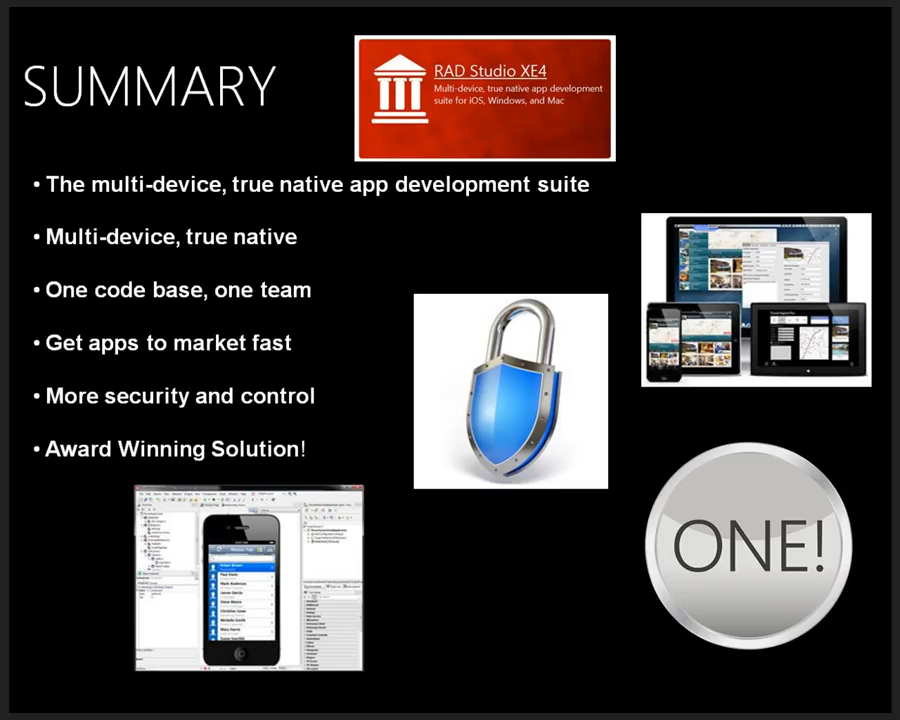 SUMMARY
RAD Studio XE4
Multi-device, true native app development
suite for iOS, Windows, and Mac
• The multi-device, true native app development suite
• Multi-device, true native
• One code base, one team
• Get apps to market fast
• More security and control
• Award Winning Solution!
ONE!